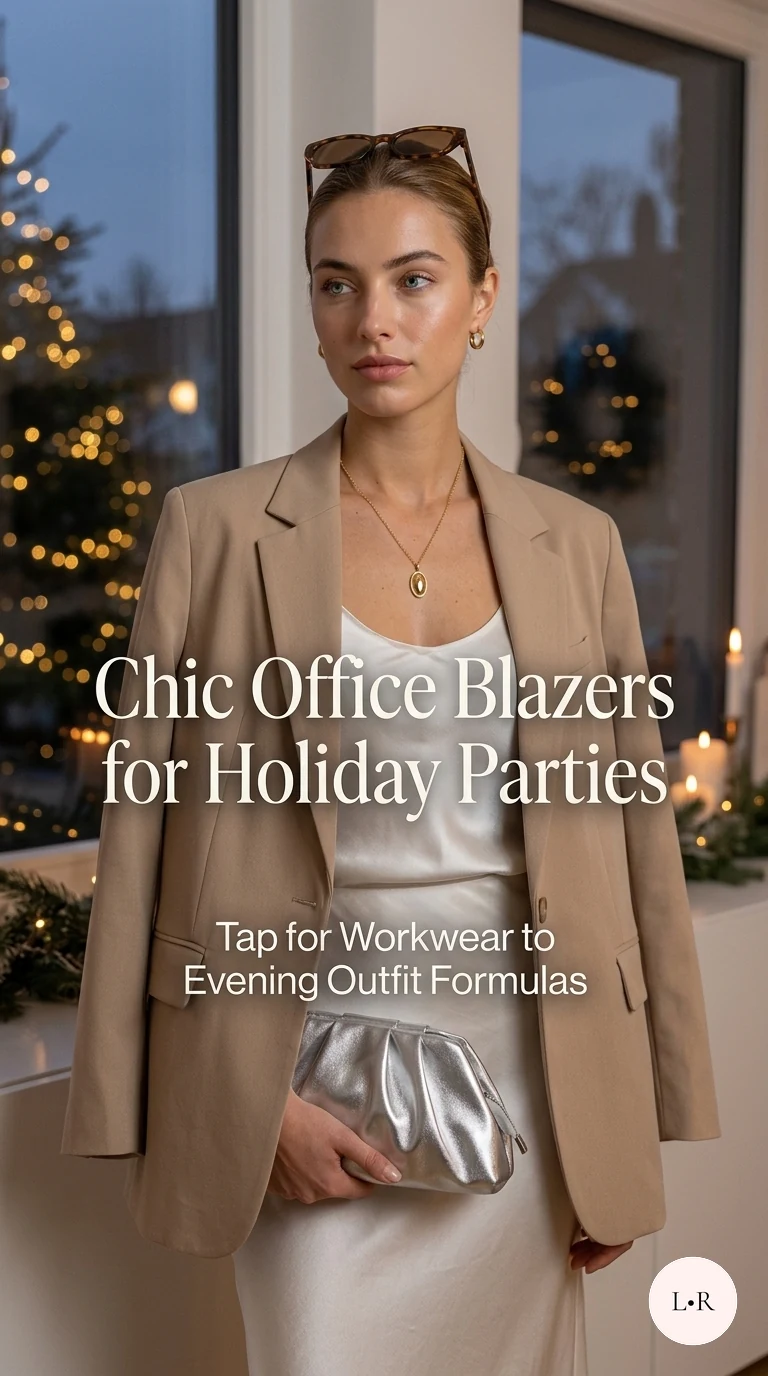 Chic Office Blazers
for Holiday Parties
Tap for Workwear to
Evening Outfit Formulas
L•R